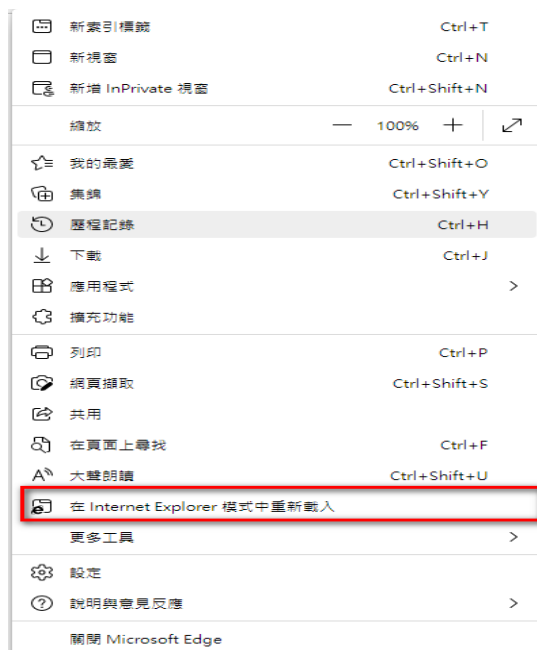 新索引標籤 Ctrl+T
新視窗 Ctrl+N
新增 InPrivate 視窗 Ctrl+Shift+N
縮放 — 100% +
我的最愛 Ctrl+Shift+O
集錦 Ctrl+Shift+Y
歷程記錄 Ctrl+H
下載 Ctrl+J
應用程式 >
擴充功能
列印 Ctrl+P
網頁擷取 Ctrl+Shift+S
共用
在頁面上尋找 Ctrl+F
大聲朗讀 Ctrl+Shift+U
在 Internet Explorer 模式中重新載入
更多工具 >
設定
說明與意見反應 >
關閉 Microsoft Edge